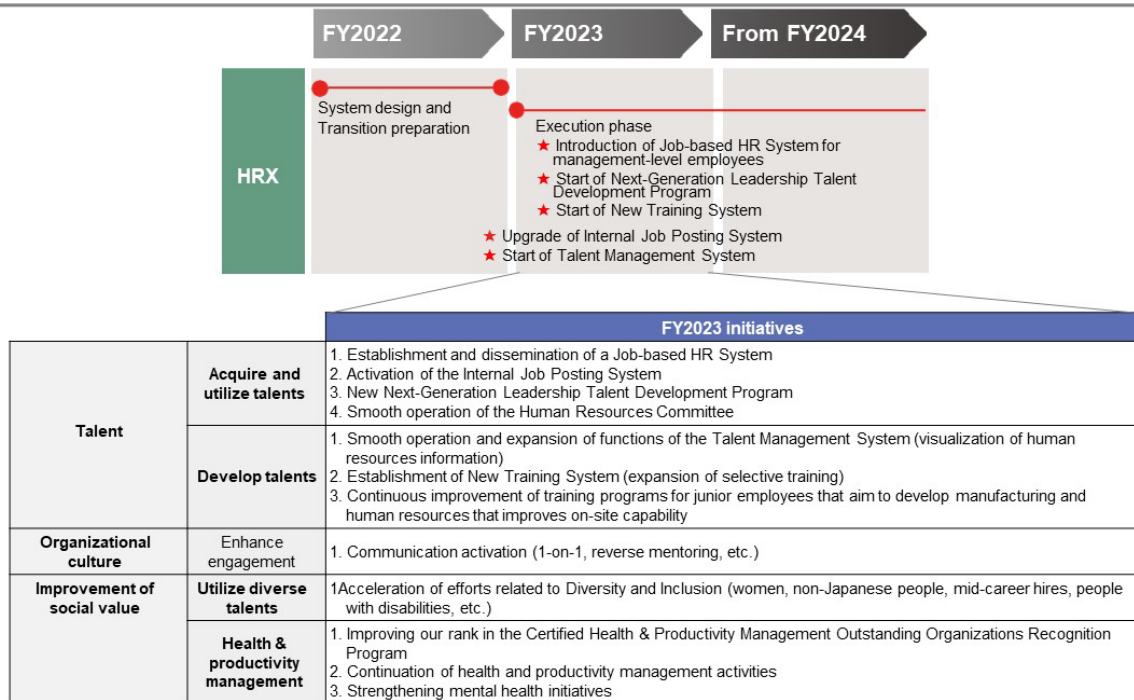 FY2022
FY2023
From FY2024
HRX
System design and
Transition preparation
Execution phase
★ Introduction of Job-based HR System for
management-level employees
★ Start of Next-Generation Leadership Talent
Development Program
★ Start of New Training System
★ Upgrade of Internal Job Posting System
★ Start of Talent Management System
FY2023 initiatives
Talent
Acquire and
utilize talents
1. Establishment and dissemination of a Job-based HR System
2. Activation of the Internal Job Posting System
3. New Next-Generation Leadership Talent Development Program
4. Smooth operation of the Human Resources Committee
Develop talents
1. Smooth operation and expansion of functions of the Talent Management System (visualization of human
resources information)
2. Establishment of New Training System (expansion of selective training)
3. Continuous improvement of training programs for junior employees that aim to develop manufacturing and
human resources that improves on-site capability
Organizational
culture
Enhance
engagement
1. Communication activation (1-on-1, reverse mentoring, etc.)
Improvement of
social value
Utilize diverse
talents
1Acceleration of efforts related to Diversity and Inclusion (women, non-Japanese people, mid-career hires, people
with disabilities, etc.)
Health &
productivity
management
1. Improving our rank in the Certified Health & Productivity Management Outstanding Organizations Recognition
Program
2. Continuation of health and productivity management activities
3. Strengthening mental health initiatives